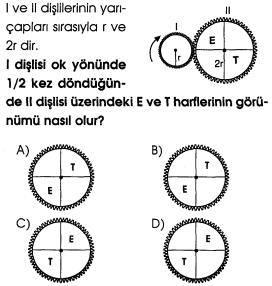 I ve II dişlilerinin yarı-
çapları sırasıyla r ve
2r dir.
I dişlisi ok yönünde
1/2 kez döndüğün-
de II dişlisi üzerindeki E ve T harflerinin görü-
nümü nasıl olur?
I
II
r
E
2r
T
A)
T
E
B)
T
E
C)
E
T
D)
E
T